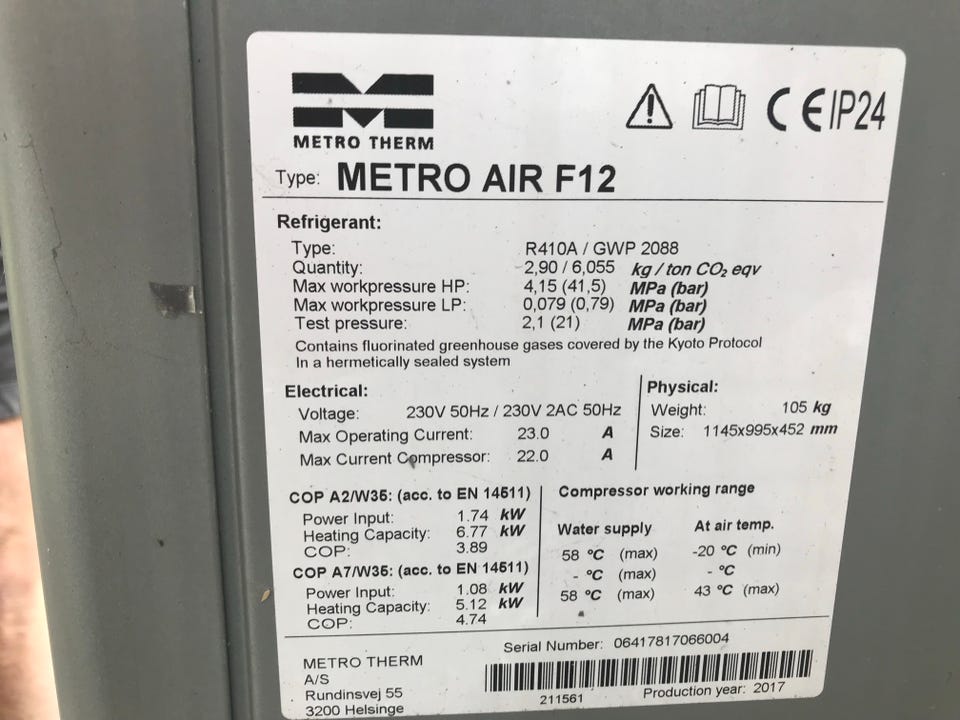 METRO THERM
CE IP24
Type: METRO AIR F12
Refrigerant:
Type: R410A / GWP 2088
Quantity: 2,90 / 6,055 kg / ton CO₂ eqv
Max workpressure HP: 4,15 (41,5) MPa (bar)
Max workpressure LP: 0,079 (0,79) MPa (bar)
Test pressure: 2,1 (21) MPa (bar)
Contains fluorinated greenhouse gases covered by the Kyoto Protocol
In a hermetically sealed system
Electrical:
Voltage: 230V 50Hz / 230V 2AC 50Hz
Max Operating Current: 23.0 A
Max Current Compressor: 22.0 A
Physical:
Weight: 105 kg
Size: 1145x995x452 mm
COP A2/W35: (acc. to EN 14511)
Power Input: 1.74 kW
Heating Capacity: 6.77 kW
COP: 3.89
COP A7/W35: (acc. to EN 14511)
Power Input: 1.08 kW
Heating Capacity: 5.12 kW
COP: 4.74
Compressor working range
Water supply At air temp.
58 °C (max) -20 °C (min)
- °C (max) - °C
58 °C (max) 43 °C (max)
METRO THERM
A/S
Rundinsvej 55
3200 Helsinge
Serial Number: 06417817066004
211561 Production year: 2017